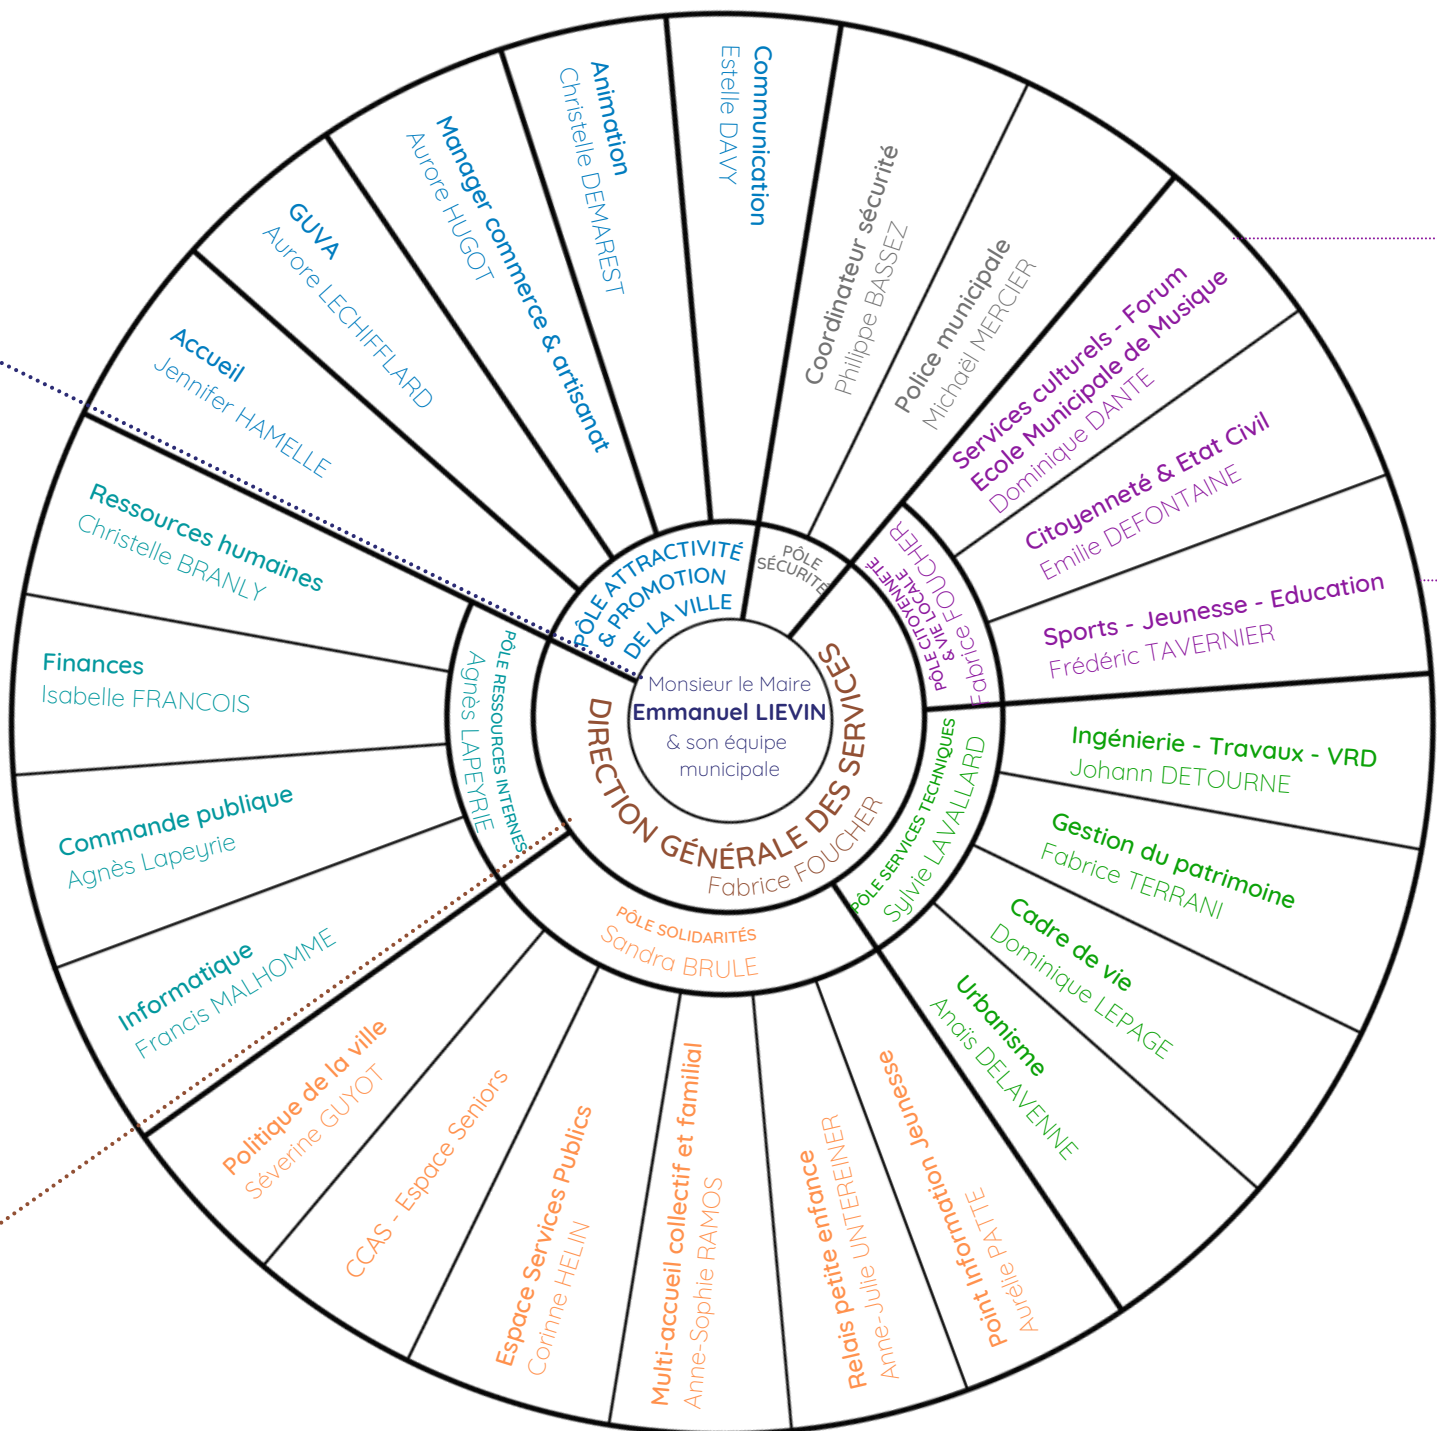 Monsieur le Maire
Emmanuel LIEVIN
& son équipe
municipale
DIRECTION GÉNÉRALE DES SERVICES
Fabrice FOUCHER
PÔLE ATTRACTIVITÉ
& PROMOTION
DE LA VILLE
Accueil
Jennifer HAMELLE
GUVA
Aurore LECHIFFLARD
Manager commerce & artisanat
Aurore HUGOT
Animation
Christelle DEMAREST
Communication
Estelle DAVY
PÔLE
SÉCURITÉ
Coordinateur sécurité
Philippe BASSEZ
Police municipale
Michaël MERCIER
PÔLE CITOYENNETÉ
& VIE LOCALE
Fabrice FOUCHER
Services culturels - Forum
Ecole Municipale de Musique
Dominique DANTE
Citoyenneté & Etat Civil
Emilie DEFONTAINE
Sports - Jeunesse - Education
Frédéric TAVERNIER
PÔLE SERVICES TECHNIQUES
Sylvie LAVALLARD
Ingénierie - Travaux - VRD
Johann DETOURNE
Gestion du patrimoine
Fabrice TERRANI
Cadre de vie
Dominique LEPAGE
Urbanisme
Anaïs DELAVENNE
PÔLE SOLIDARITÉS
Sandra BRULE
Point Information Jeunesse
Aurélie PATTE
Relais petite enfance
Anne-Julie UNTEREINER
Multi-accueil collectif et familial
Anne-Sophie RAMOS
Espace Services Publics
Corinne HELIN
CCAS - Espace Seniors
Politique de la ville
Séverine GUYOT
PÔLE RESSOURCES INTERNES
Agnès LAPEYRIE
Informatique
Francis MALHOMME
Commande publique
Agnès Lapeyrie
Finances
Isabelle FRANCOIS
Ressources humaines
Christelle BRANLY